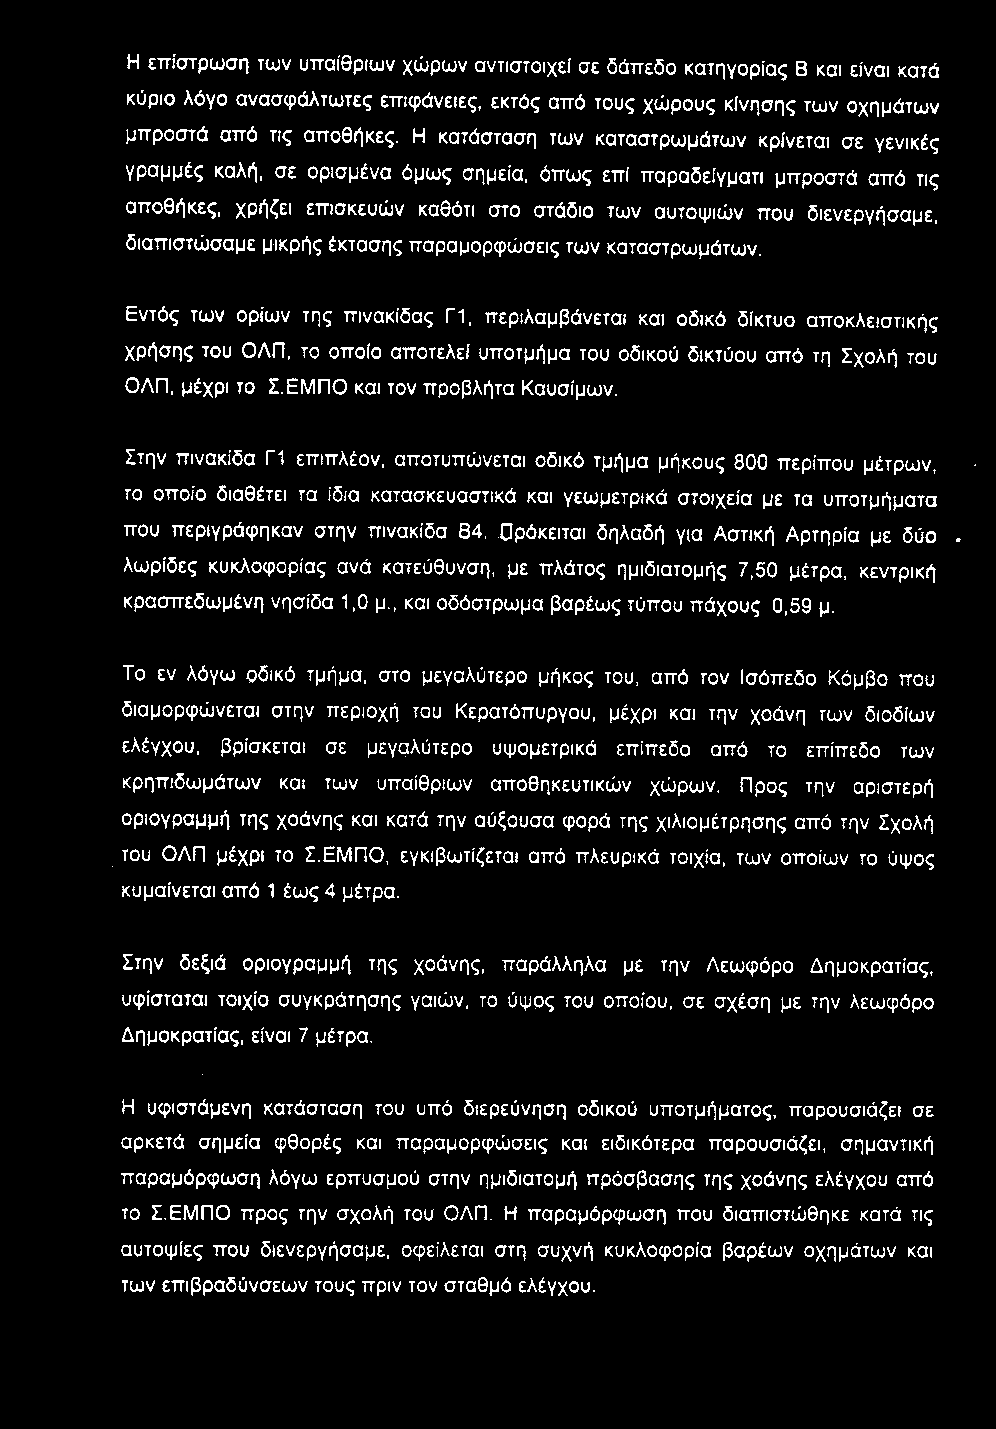 Η επίστρωση των υπαίθριων χώρων αντιστοιχεί σε δάπεδο κατηγορίας Β και είναι κατά
κύριο λόγο ανασφάλτωτες επιφάνειες, εκτός από τους χώρους κίνησης των οχημάτων
μπροστά από τις αποθήκες. Η κατάσταση των καταστρωμάτων κρίνεται σε γενικές
γραμμές καλή, σε ορισμένα όμως σημεία, όπως επί παραδείγματι μπροστά από τις
αποθήκες, χρήζει επισκευών καθότι στο στάδιο των αυτοψιών που διενεργήσαμε,
διαπιστώσαμε μικρής έκτασης παραμορφώσεις των καταστρωμάτων.
Εντός των ορίων της πινακίδας Γ1, περιλαμβάνεται και οδικό δίκτυο αποκλειστικής
χρήσης του ΟΛΠ, το οποίο αποτελεί υποτμήμα του οδικού δικτύου από τη Σχολή του
ΟΛΠ, μέχρι το Σ.ΕΜΠΟ και τον προβλήτα Καυσίμων.
Στην πινακίδα Γ1 επιπλέον, αποτυπώνεται οδικό τμήμα μήκους 800 περίπου μέτρων,
το οποίο διαθέτει τα ίδια κατασκευαστικά και γεωμετρικά στοιχεία με τα υποτμήματα
που περιγράφηκαν στην πινακίδα Β4. Πρόκειται δηλαδή για Αστική Αρτηρία με δύο
λωρίδες κυκλοφορίας ανά κατεύθυνση, με πλάτος ημιδιατομής 7,50 μέτρα, κεντρική
κρασπεδωμένη νησίδα 1,0 μ., και οδόστρωμα βαρέως τύπου πάχους 0,59 μ.
Το εν λόγω οδικό τμήμα, στο μεγαλύτερο μήκος του, από τον Ισόπεδο Κόμβο που
διαμορφώνεται στην περιοχή του Κερατόπυργου, μέχρι και την χοάνη των διοδίων
ελέγχου, βρίσκεται σε μεγαλύτερο υψομετρικά επίπεδο από το επίπεδο των
κρηπιδωμάτων και των υπαίθριων αποθηκευτικών χώρων. Προς την αριστερή
οριογραμμή της χοάνης και κατά την αύξουσα φορά της χιλιομέτρησης από την Σχολή
του ΟΛΠ μέχρι το Σ.ΕΜΠΟ, εγκιβωτίζεται από πλευρικά τοιχία, των οποίων το ύψος
κυμαίνεται από 1 έως 4 μέτρα.
Στην δεξιά οριογραμμή της χοάνης, παράλληλα με την Λεωφόρο Δημοκρατίας,
υφίσταται τοιχίο συγκράτησης γαιών, το ύψος του οποίου, σε σχέση με την λεωφόρο
Δημοκρατίας, είναι 7 μέτρα.
Η υφιστάμενη κατάσταση του υπό διερεύνηση οδικού υποτμήματος, παρουσιάζει σε
αρκετά σημεία φθορές και παραμορφώσεις και ειδικότερα παρουσιάζει, σημαντική
παραμόρφωση λόγω ερπυσμού στην ημιδιατομή πρόσβασης της χοάνης ελέγχου από
το Σ.ΕΜΠΟ προς την σχολή του ΟΛΠ. Η παραμόρφωση που διαπιστώθηκε κατά τις
αυτοψίες που διενεργήσαμε, οφείλεται στη συχνή κυκλοφορία βαρέων οχημάτων και
των επιβραδύνσεων τους πριν τον σταθμό ελέγχου.